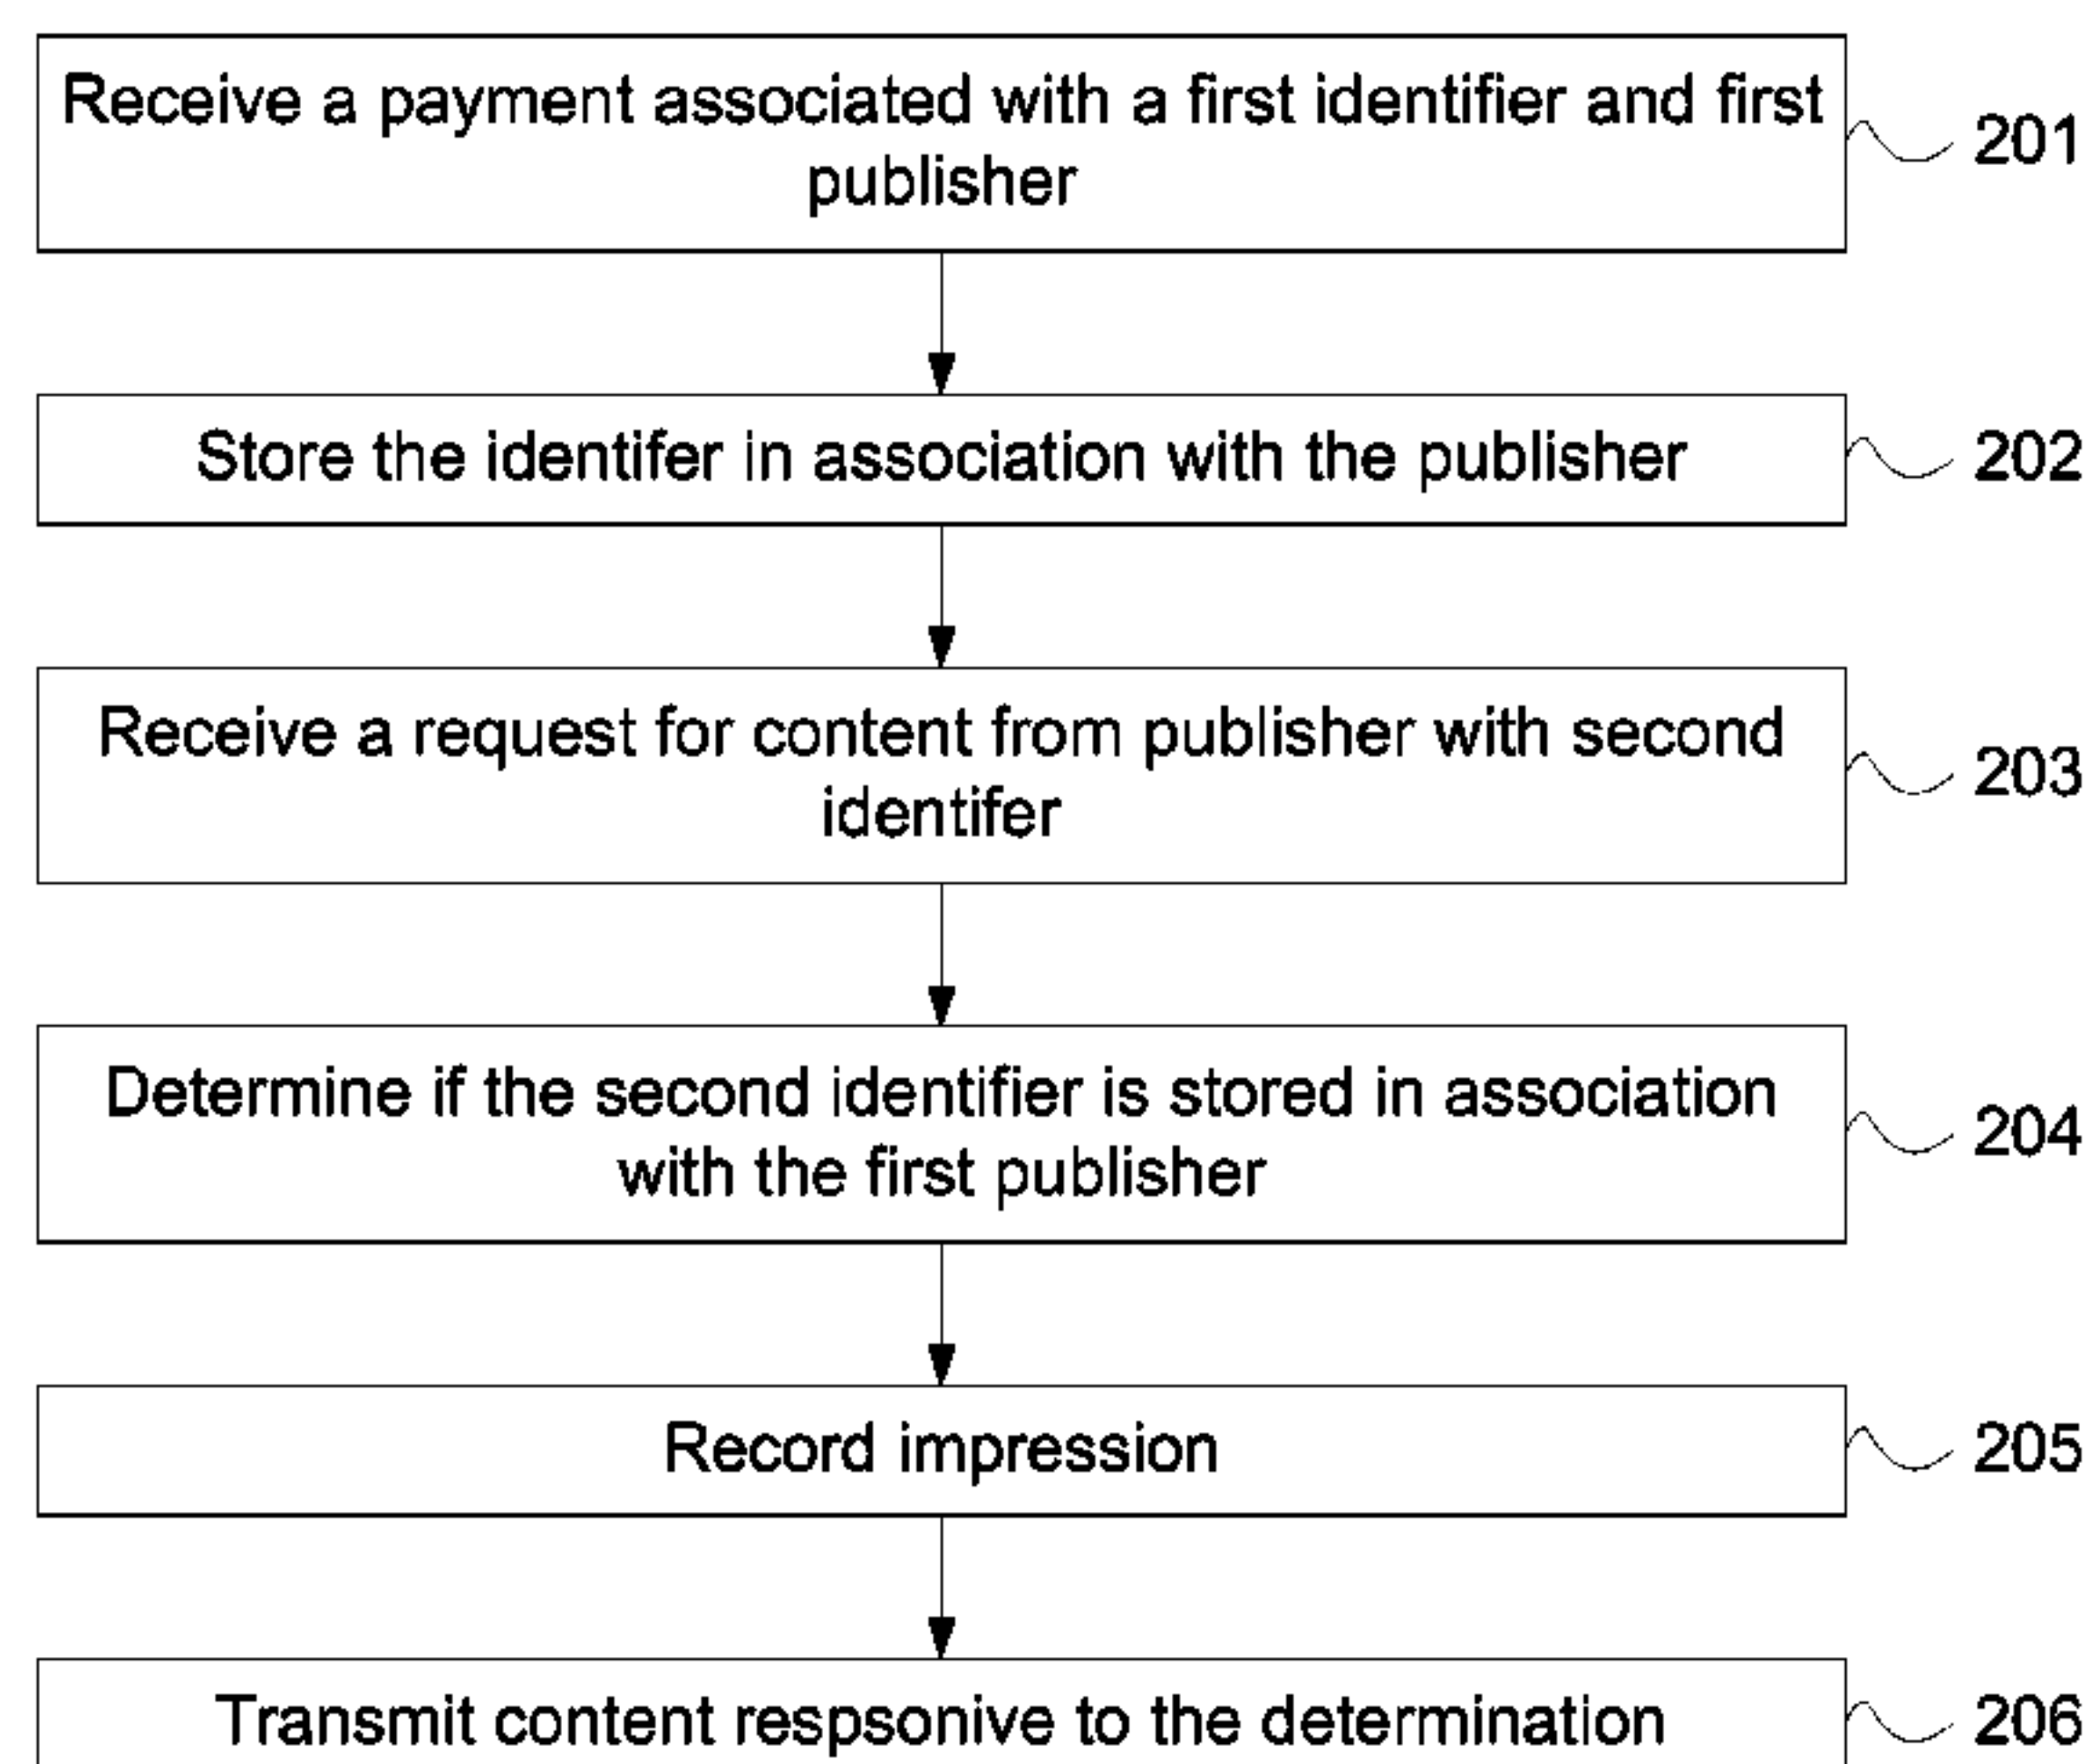 Receive a payment associated with a first identifier and first
publisher
201
Store the identifer in association with the publisher
202
Receive a request for content from publisher with second
identifer
203
Determine if the second identifier is stored in association
with the first publisher
204
Record impression
205
Transmit content respsonive to the determination
206